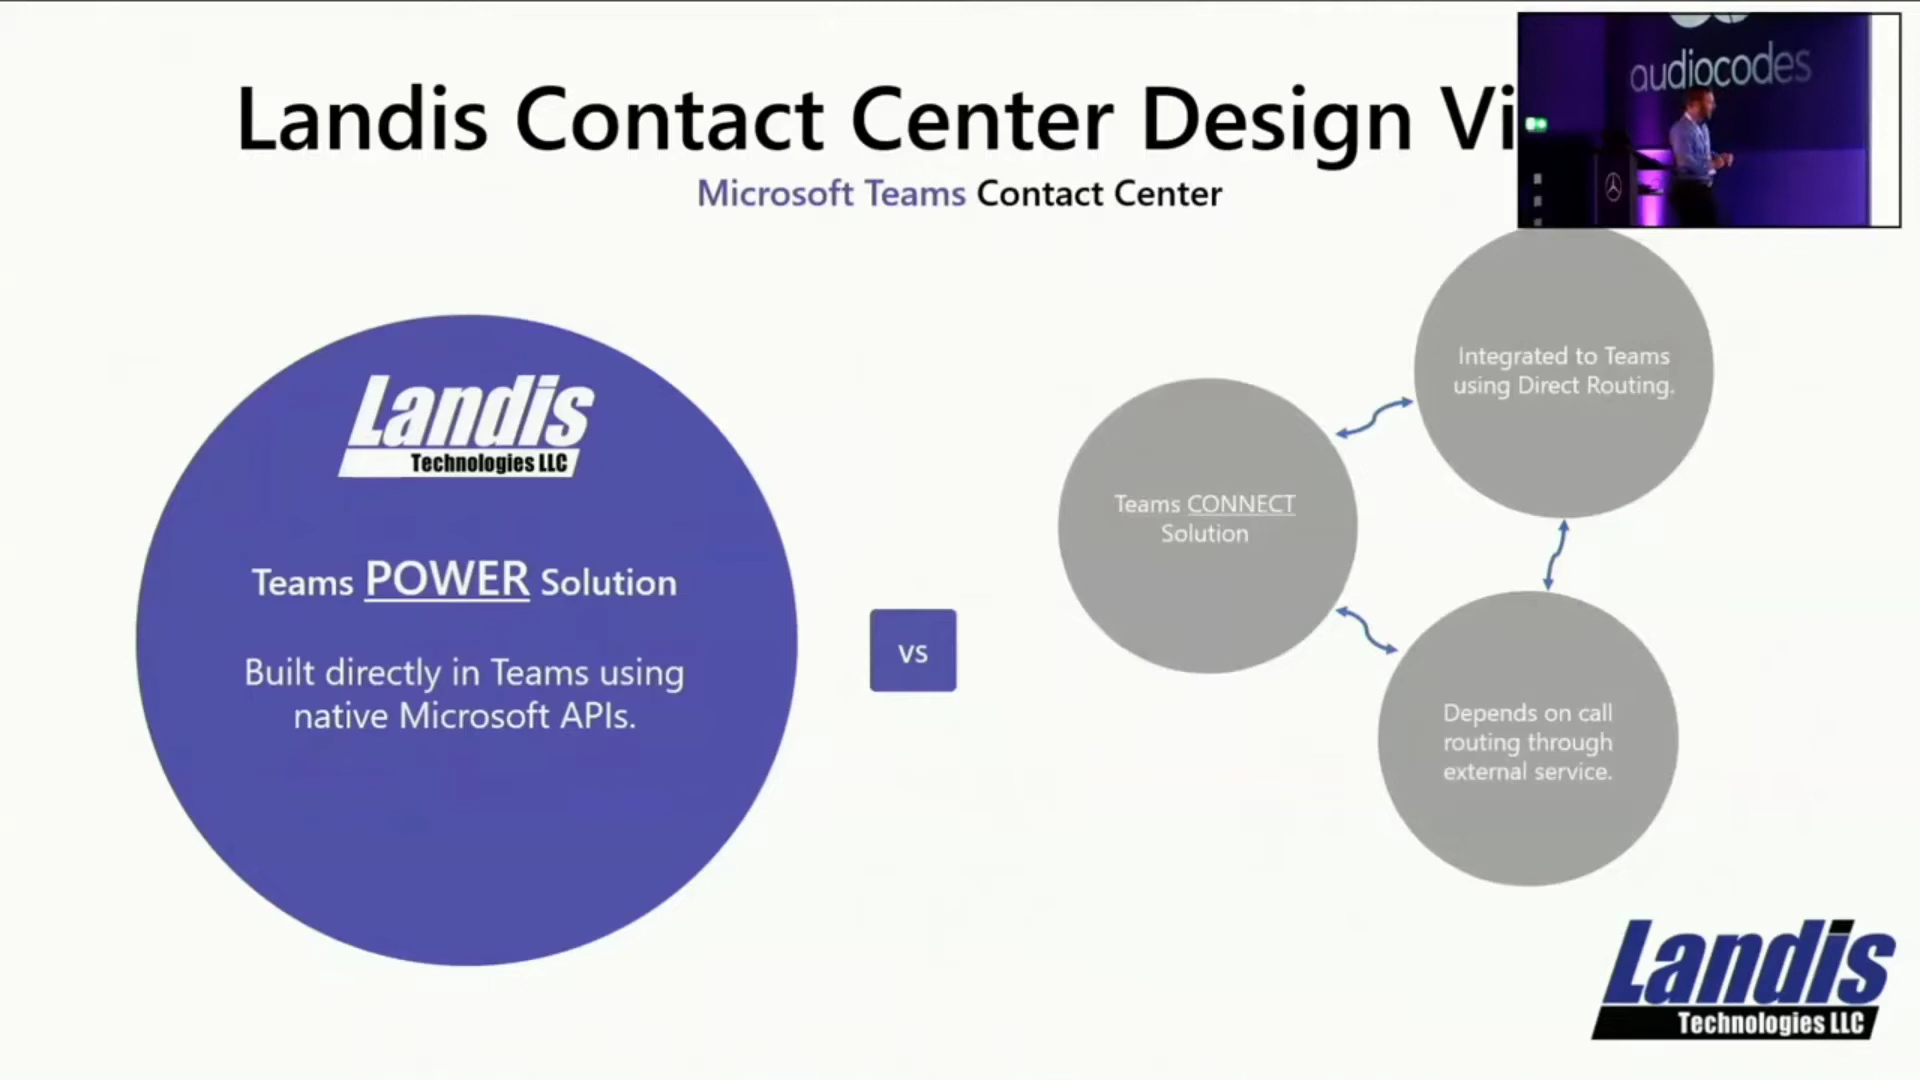 Landis Contact Center Design Vi
Microsoft Teams Contact Center
audiocodes
Landis
Technologies LLC
Teams POWER Solution
Built directly in Teams using
native Microsoft APIs.
vs
Teams CONNECT
Solution
Integrated to Teams
using Direct Routing.
Depends on call
routing through
external service.
Landis
Technologies LLC